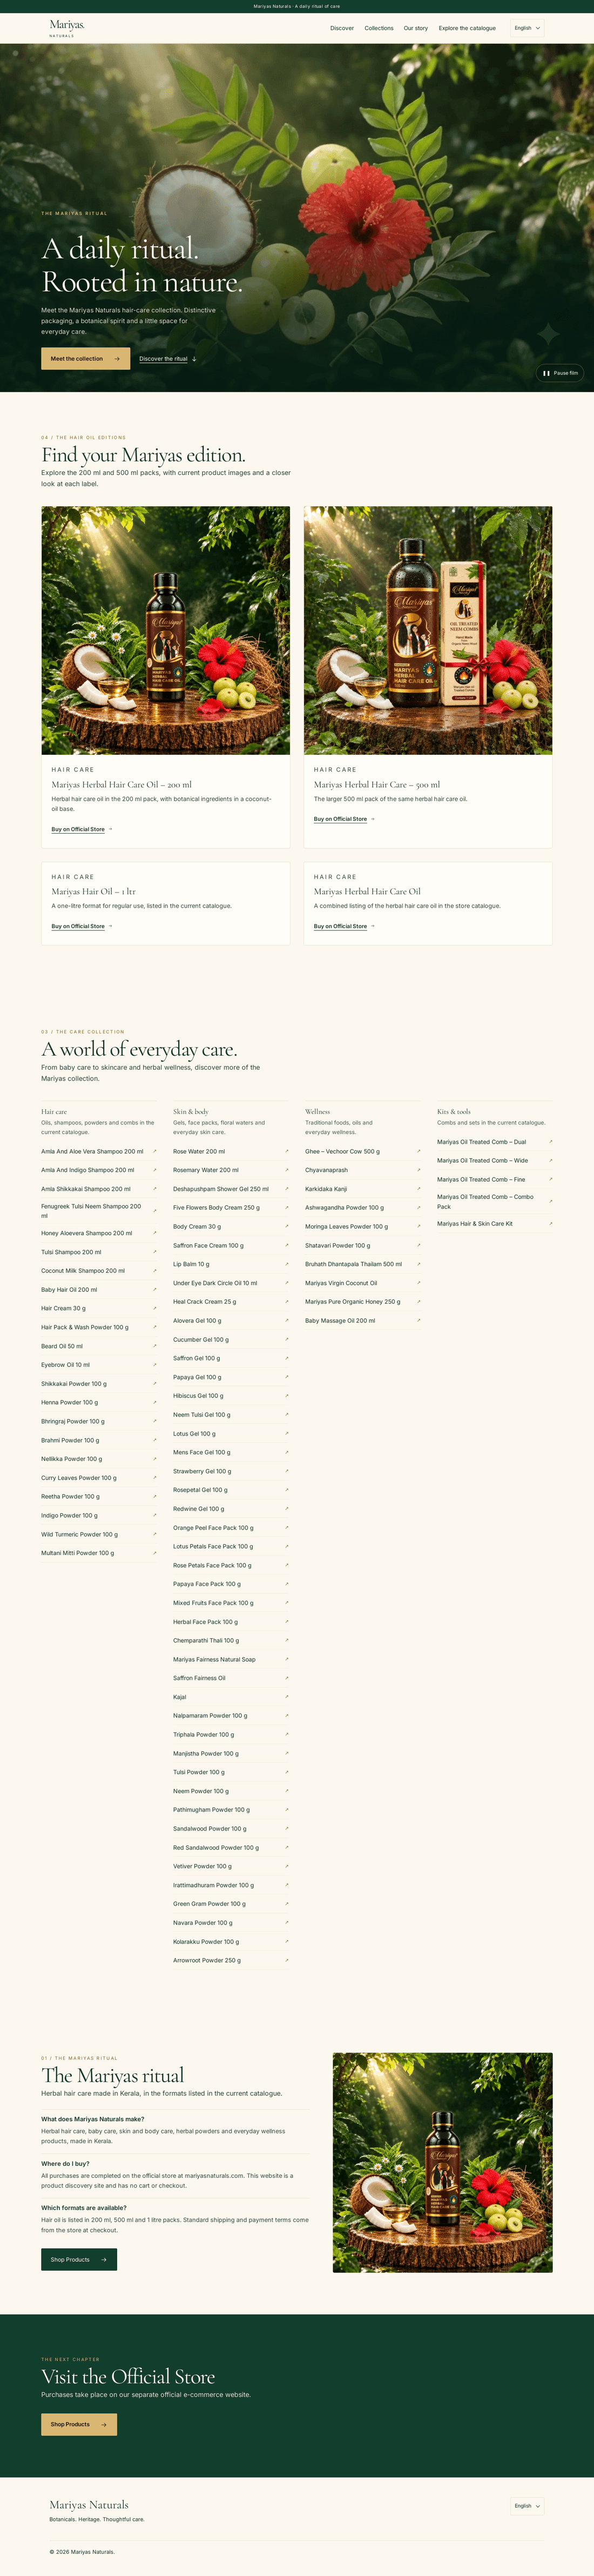 Mariyas Naturals · A daily ritual of care
Mariyas.
NATURALS
Discover
Collections
Our story
Explore the catalogue
English
THE MARIYAS RITUAL
A daily ritual.
Rooted in nature.
Meet the Mariyas Naturals hair-care collection. Distinctive
packaging, a botanical spirit and a little space for
everyday care.
Meet the collection →
Discover the ritual ↓
Pause film
04 / THE HAIR OIL EDITIONS
Find your Mariyas edition.
Explore the 200 ml and 500 ml packs, with current product images and a closer
look at each label.
Mariyas
MARIYAS
HERBAL
HAIR CARE OIL
Mariyas
MARIYAS
HERBAL
HAIR CARE OIL
Mariyas
OIL TREATED
NEEM COMB
HAIR CARE
Mariyas Herbal Hair Care Oil – 200 ml
Herbal hair care oil in the 200 ml pack, with botanical ingredients in a coconut-
oil base.
Buy on Official Store →
HAIR CARE
Mariyas Herbal Hair Care – 500 ml
The larger 500 ml pack of the same herbal hair care oil.
Buy on Official Store →
HAIR CARE
Mariyas Hair Oil – 1 ltr
A one-litre format for regular use, listed in the current catalogue.
Buy on Official Store →
HAIR CARE
Mariyas Herbal Hair Care Oil
A combined listing of the herbal hair care oil in the store catalogue.
Buy on Official Store →
03 / THE CARE COLLECTION
A world of everyday care.
From baby care to skincare and herbal wellness, discover more of the
Mariyas collection.
Hair care
Oils, shampoos, powders and combs in the
current catalogue.
Amla And Aloe Vera Shampoo 200 ml ↗
Amla And Indigo Shampoo 200 ml ↗
Amla Shikkakai Shampoo 200 ml ↗
Fenugreek Tulsi Neem Shampoo 200
ml ↗
Honey Aloevera Shampoo 200 ml ↗
Tulsi Shampoo 200 ml ↗
Coconut Milk Shampoo 200 ml ↗
Baby Hair Oil 200 ml ↗
Hair Cream 30 g ↗
Hair Pack & Wash Powder 100 g ↗
Beard Oil 50 ml ↗
Eyebrow Oil 10 ml ↗
Shikkakai Powder 100 g ↗
Henna Powder 100 g ↗
Bhringraj Powder 100 g ↗
Brahmi Powder 100 g ↗
Nellikka Powder 100 g ↗
Curry Leaves Powder 100 g ↗
Reetha Powder 100 g ↗
Indigo Powder 100 g ↗
Wild Turmeric Powder 100 g ↗
Multani Mitti Powder 100 g ↗
Skin & body
Gels, face packs, floral waters and
everyday skin care.
Rose Water 200 ml ↗
Rosemary Water 200 ml ↗
Deshapushpam Shower Gel 250 ml ↗
Five Flowers Body Cream 250 g ↗
Body Cream 30 g ↗
Saffron Face Cream 100 g ↗
Lip Balm 10 g ↗
Under Eye Dark Circle Oil 10 ml ↗
Heal Crack Cream 25 g ↗
Alovera Gel 100 g ↗
Cucumber Gel 100 g ↗
Saffron Gel 100 g ↗
Papaya Gel 100 g ↗
Hibiscus Gel 100 g ↗
Neem Tulsi Gel 100 g ↗
Lotus Gel 100 g ↗
Mens Face Gel 100 g ↗
Strawberry Gel 100 g ↗
Rosepetal Gel 100 g ↗
Redwine Gel 100 g ↗
Orange Peel Face Pack 100 g ↗
Lotus Petals Face Pack 100 g ↗
Rose Petals Face Pack 100 g ↗
Papaya Face Pack 100 g ↗
Mixed Fruits Face Pack 100 g ↗
Herbal Face Pack 100 g ↗
Chemparathi Thali 100 g ↗
Mariyas Fairness Natural Soap ↗
Saffron Fairness Oil ↗
Kajal ↗
Nalpamaram Powder 100 g ↗
Triphala Powder 100 g ↗
Manjistha Powder 100 g ↗
Tulsi Powder 100 g ↗
Neem Powder 100 g ↗
Pathimugham Powder 100 g ↗
Sandalwood Powder 100 g ↗
Red Sandalwood Powder 100 g ↗
Vetiver Powder 100 g ↗
Irattimadhuram Powder 100 g ↗
Green Gram Powder 100 g ↗
Navara Powder 100 g ↗
Kolarakku Powder 100 g ↗
Arrowroot Powder 250 g ↗
Wellness
Traditional foods, oils and
everyday wellness.
Ghee – Vechoor Cow 500 g ↗
Chyavanaprash ↗
Karkidaka Kanji ↗
Ashwagandha Powder 100 g ↗
Moringa Leaves Powder 100 g ↗
Shatavari Powder 100 g ↗
Bruhath Dhantapala Thailam 500 ml ↗
Mariyas Virgin Coconut Oil ↗
Mariyas Pure Organic Honey 250 g ↗
Baby Massage Oil 200 ml ↗
Kits & tools
Combs and sets in the current catalogue.
Mariyas Oil Treated Comb – Dual ↗
Mariyas Oil Treated Comb – Wide ↗
Mariyas Oil Treated Comb – Fine ↗
Mariyas Oil Treated Comb – Combo
Pack ↗
Mariyas Hair & Skin Care Kit ↗
01 / THE MARIYAS RITUAL
The Mariyas ritual
Herbal hair care made in Kerala, in the formats listed in the current catalogue.
What does Mariyas Naturals make?
Herbal hair care, baby care, skin and body care, herbal powders and everyday wellness
products, made in Kerala.
Where do I buy?
All purchases are completed on the official store at mariyasnaturals.com. This website is a
product discovery site and has no cart or checkout.
Which formats are available?
Hair oil is listed in 200 ml, 500 ml and 1 litre packs. Standard shipping and payment terms come
from the store at checkout.
Shop Products →
Mariyas
MARIYAS
HERBAL
HAIR CARE OIL
THE NEXT CHAPTER
Visit the Official Store
Purchases take place on our separate official e-commerce website.
Shop Products →
Mariyas Naturals
Botanicals. Heritage. Thoughtful care.
English
© 2026 Mariyas Naturals.